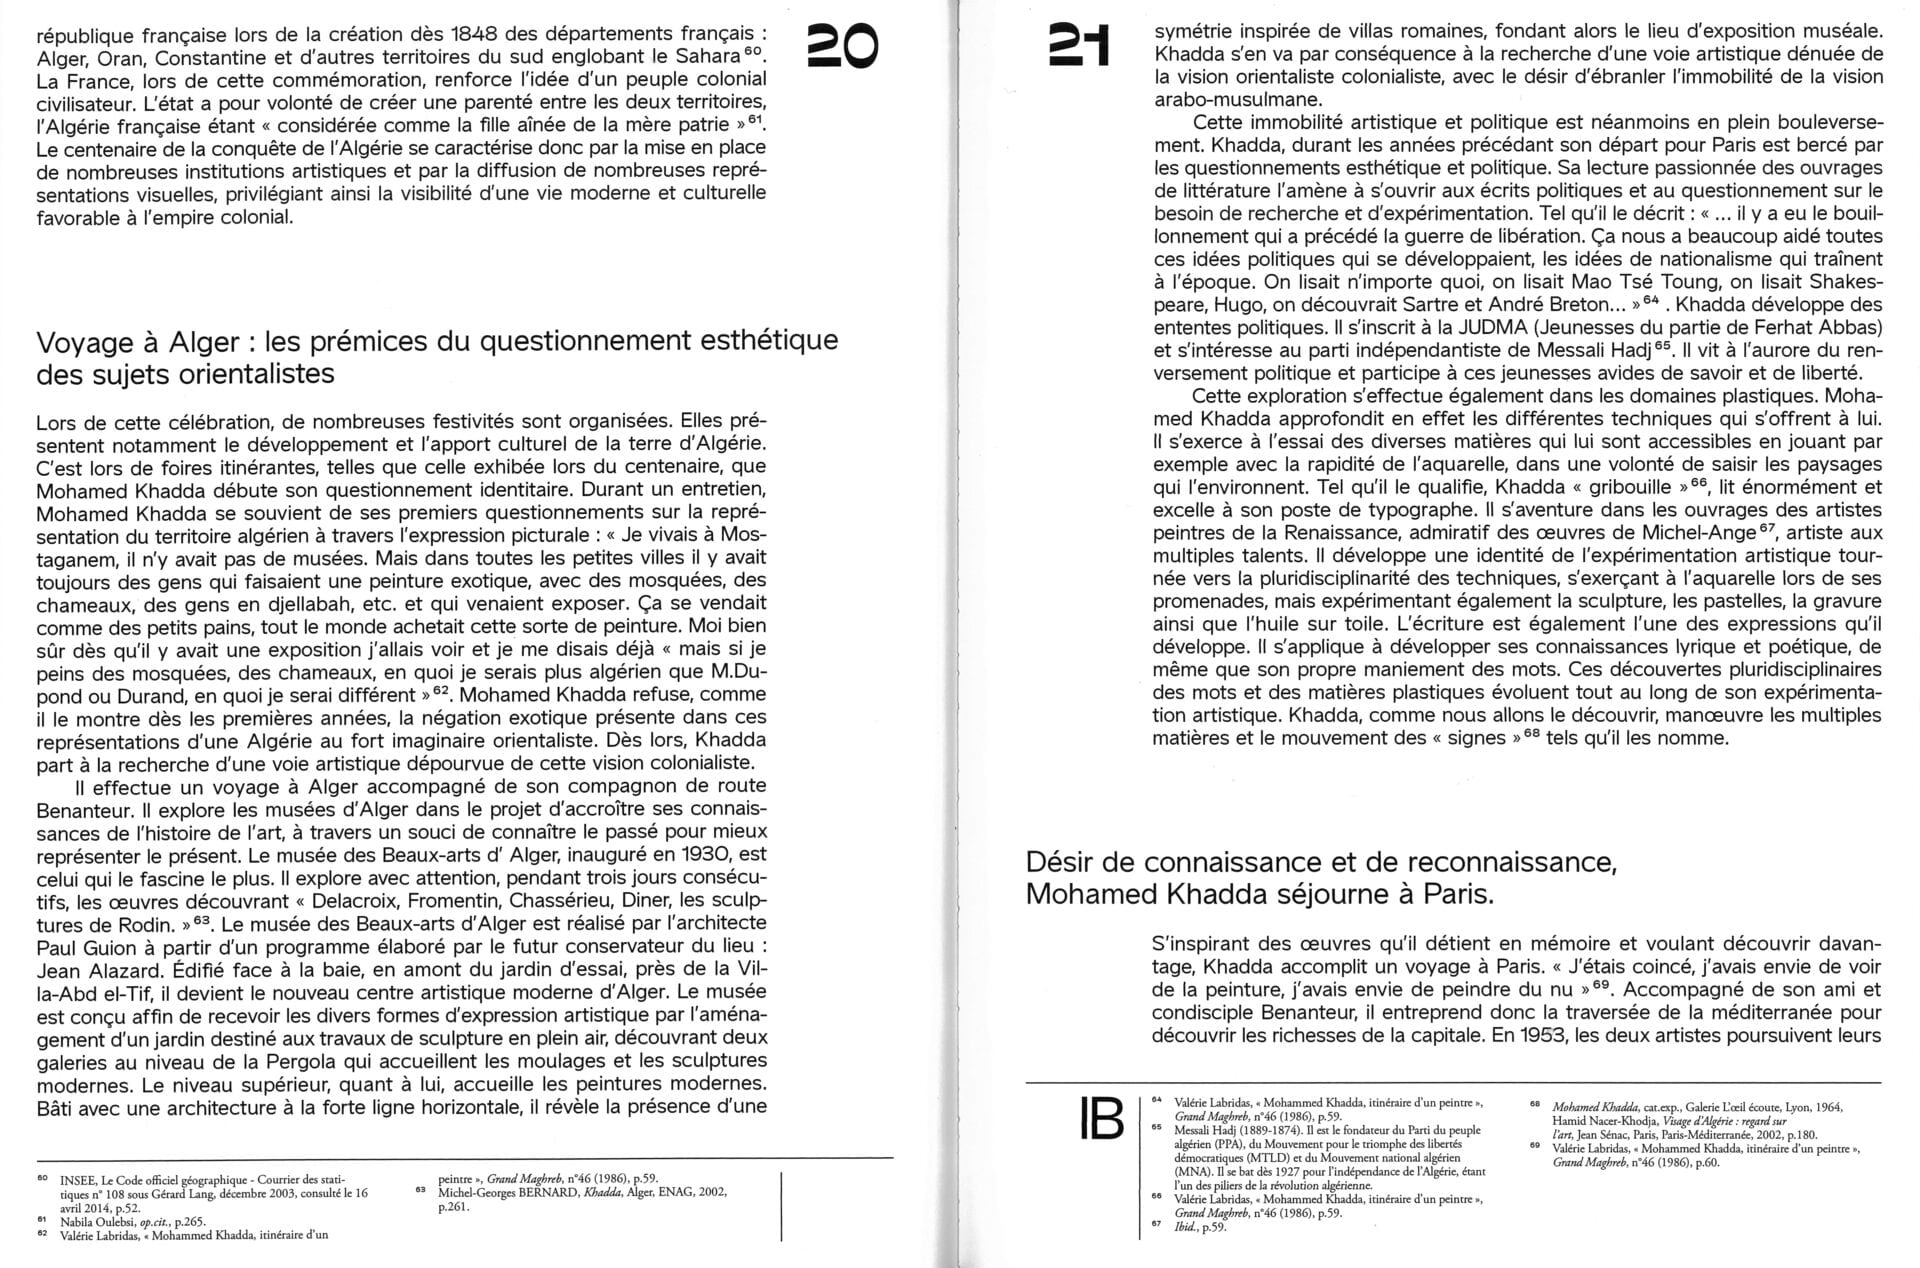 20
république française lors de la création dès 1848 des départements français :
Alger, Oran, Constantine et d'autres territoires du sud englobant le Sahara⁶⁰.
La France, lors de cette commémoration, renforce l'idée d'un peuple colonial
civilisateur. L'état a pour volonté de créer une parenté entre les deux territoires,
l'Algérie française étant « considérée comme la fille aînée de la mère patrie »⁶¹.
Le centenaire de la conquête de l'Algérie se caractérise donc par la mise en place
de nombreuses institutions artistiques et par la diffusion de nombreuses repré-
sentations visuelles, privilégiant ainsi la visibilité d'une vie moderne et culturelle
favorable à l'empire colonial.
Voyage à Alger : les prémices du questionnement esthétique
des sujets orientalistes
Lors de cette célébration, de nombreuses festivités sont organisées. Elles pré-
sentent notamment le développement et l'apport culturel de la terre d'Algérie.
C'est lors de foires itinérantes, telles que celle exhibée lors du centenaire, que
Mohamed Khadda débute son questionnement identitaire. Durant un entretien,
Mohamed Khadda se souvient de ses premiers questionnements sur la repré-
sentation du territoire algérien à travers l'expression picturale : « Je vivais à Mos-
taganem, il n'y avait pas de musées. Mais dans toutes les petites villes il y avait
toujours des gens qui faisaient une peinture exotique, avec des mosquées, des
chameaux, des gens en djellabah, etc. et qui venaient exposer. Ça se vendait
comme des petits pains, tout le monde achetait cette sorte de peinture. Moi bien
sûr dès qu'il y avait une exposition j'allais voir et je me disais déjà « mais si je
peins des mosquées, des chameaux, en quoi je serais plus algérien que M.Du-
pond ou Durand, en quoi je serai différent »⁶². Mohamed Khadda refuse, comme
il le montre dès les premières années, la négation exotique présente dans ces
représentations d'une Algérie au fort imaginaire orientaliste. Dès lors, Khadda
part à la recherche d'une voie artistique dépourvue de cette vision colonialiste.
Il effectue un voyage à Alger accompagné de son compagnon de route
Benanteur. Il explore les musées d'Alger dans le projet d'accroître ses connais-
sances de l'histoire de l'art, à travers un souci de connaître le passé pour mieux
représenter le présent. Le musée des Beaux-arts d' Alger, inauguré en 1930, est
celui qui le fascine le plus. Il explore avec attention, pendant trois jours consécu-
tifs, les œuvres découvrant « Delacroix, Fromentin, Chassérieu, Diner, les sculp-
tures de Rodin. »⁶³. Le musée des Beaux-arts d'Alger est réalisé par l'architecte
Paul Guion à partir d'un programme élaboré par le futur conservateur du lieu :
Jean Alazard. Édifié face à la baie, en amont du jardin d'essai, près de la Vil-
la-Abd el-Tif, il devient le nouveau centre artistique moderne d'Alger. Le musée
est conçu affin de recevoir les divers formes d'expression artistique par l'aména-
gement d'un jardin destiné aux travaux de sculpture en plein air, découvrant deux
galeries au niveau de la Pergola qui accueillent les moulages et les sculptures
modernes. Le niveau supérieur, quant à lui, accueille les peintures modernes.
Bâti avec une architecture à la forte ligne horizontale, il révèle la présence d'une
60 INSEE, Le Code officiel géographique - Courrier des stati-
tiques n° 108 sous Gérard Lang, décembre 2003, consulté le 16
avril 2014, p.52.
61 Nabila Oulebsi, op.cit., p.265.
62 Valérie Labridas, « Mohammed Khadda, itinéraire d'un
peintre », Grand Maghreb, n°46 (1986), p.59.
63 Michel-Georges BERNARD, Khadda, Alger, ENAG, 2002,
p.261.
21
symétrie inspirée de villas romaines, fondant alors le lieu d'exposition muséale.
Khadda s'en va par conséquence à la recherche d'une voie artistique dénuée de
la vision orientaliste colonialiste, avec le désir d'ébranler l'immobilité de la vision
arabo-musulmane.
Cette immobilité artistique et politique est néanmoins en plein bouleverse-
ment. Khadda, durant les années précédant son départ pour Paris est bercé par
les questionnements esthétique et politique. Sa lecture passionnée des ouvrages
de littérature l'amène à s'ouvrir aux écrits politiques et au questionnement sur le
besoin de recherche et d'expérimentation. Tel qu'il le décrit : « ... il y a eu le bouil-
lonnement qui a précédé la guerre de libération. Ça nous a beaucoup aidé toutes
ces idées politiques qui se développaient, les idées de nationalisme qui traînent
à l'époque. On lisait n'importe quoi, on lisait Mao Tsé Toung, on lisait Shakes-
peare, Hugo, on découvrait Sartre et André Breton... »⁶⁴ . Khadda développe des
ententes politiques. Il s'inscrit à la JUDMA (Jeunesses du partie de Ferhat Abbas)
et s'intéresse au parti indépendantiste de Messali Hadj⁶⁵. Il vit à l'aurore du ren-
versement politique et participe à ces jeunesses avides de savoir et de liberté.
Cette exploration s'effectue également dans les domaines plastiques. Moha-
med Khadda approfondit en effet les différentes techniques qui s'offrent à lui.
Il s'exerce à l'essai des diverses matières qui lui sont accessibles en jouant par
exemple avec la rapidité de l'aquarelle, dans une volonté de saisir les paysages
qui l'environnent. Tel qu'il le qualifie, Khadda « gribouille »⁶⁶, lit énormément et
excelle à son poste de typographe. Il s'aventure dans les ouvrages des artistes
peintres de la Renaissance, admiratif des œuvres de Michel-Ange⁶⁷, artiste aux
multiples talents. Il développe une identité de l'expérimentation artistique tour-
née vers la pluridisciplinarité des techniques, s'exerçant à l'aquarelle lors de ses
promenades, mais expérimentant également la sculpture, les pastelles, la gravure
ainsi que l'huile sur toile. L'écriture est également l'une des expressions qu'il
développe. Il s'applique à développer ses connaissances lyrique et poétique, de
même que son propre maniement des mots. Ces découvertes pluridisciplinaires
des mots et des matières plastiques évoluent tout au long de son expérimenta-
tion artistique. Khadda, comme nous allons le découvrir, manœuvre les multiples
matières et le mouvement des « signes »⁶⁸ tels qu'il les nomme.
Désir de connaissance et de reconnaissance,
Mohamed Khadda séjourne à Paris.
S'inspirant des œuvres qu'il détient en mémoire et voulant découvrir davan-
tage, Khadda accomplit un voyage à Paris. « J'étais coincé, j'avais envie de voir
de la peinture, j'avais envie de peindre du nu »⁶⁹. Accompagné de son ami et
condisciple Benanteur, il entreprend donc la traversée de la méditerranée pour
découvrir les richesses de la capitale. En 1953, les deux artistes poursuivent leurs
IB
64 Valérie Labridas, « Mohammed Khadda, itinéraire d'un peintre »,
Grand Maghreb, n°46 (1986), p.59.
65 Messali Hadj (1889-1874). Il est le fondateur du Parti du peuple
algérien (PPA), du Mouvement pour le triomphe des libertés
démocratiques (MTLD) et du Mouvement national algérien
(MNA). Il se bat dès 1927 pour l'indépendance de l'Algérie, étant
l'un des piliers de la révolution algérienne.
66 Valérie Labridas, « Mohammed Khadda, itinéraire d'un peintre »,
Grand Maghreb, n°46 (1986), p.59.
67 Ibid., p.59.
68 Mohamed Khadda, cat.exp., Galerie L'œil écoute, Lyon, 1964,
Hamid Nacer-Khodja, Visage d'Algérie : regard sur
l'art, Jean Sénac, Paris, Paris-Méditerranée, 2002, p.180.
69 Valérie Labridas, « Mohammed Khadda, itinéraire d'un peintre »,
Grand Maghreb, n°46 (1986), p.60.